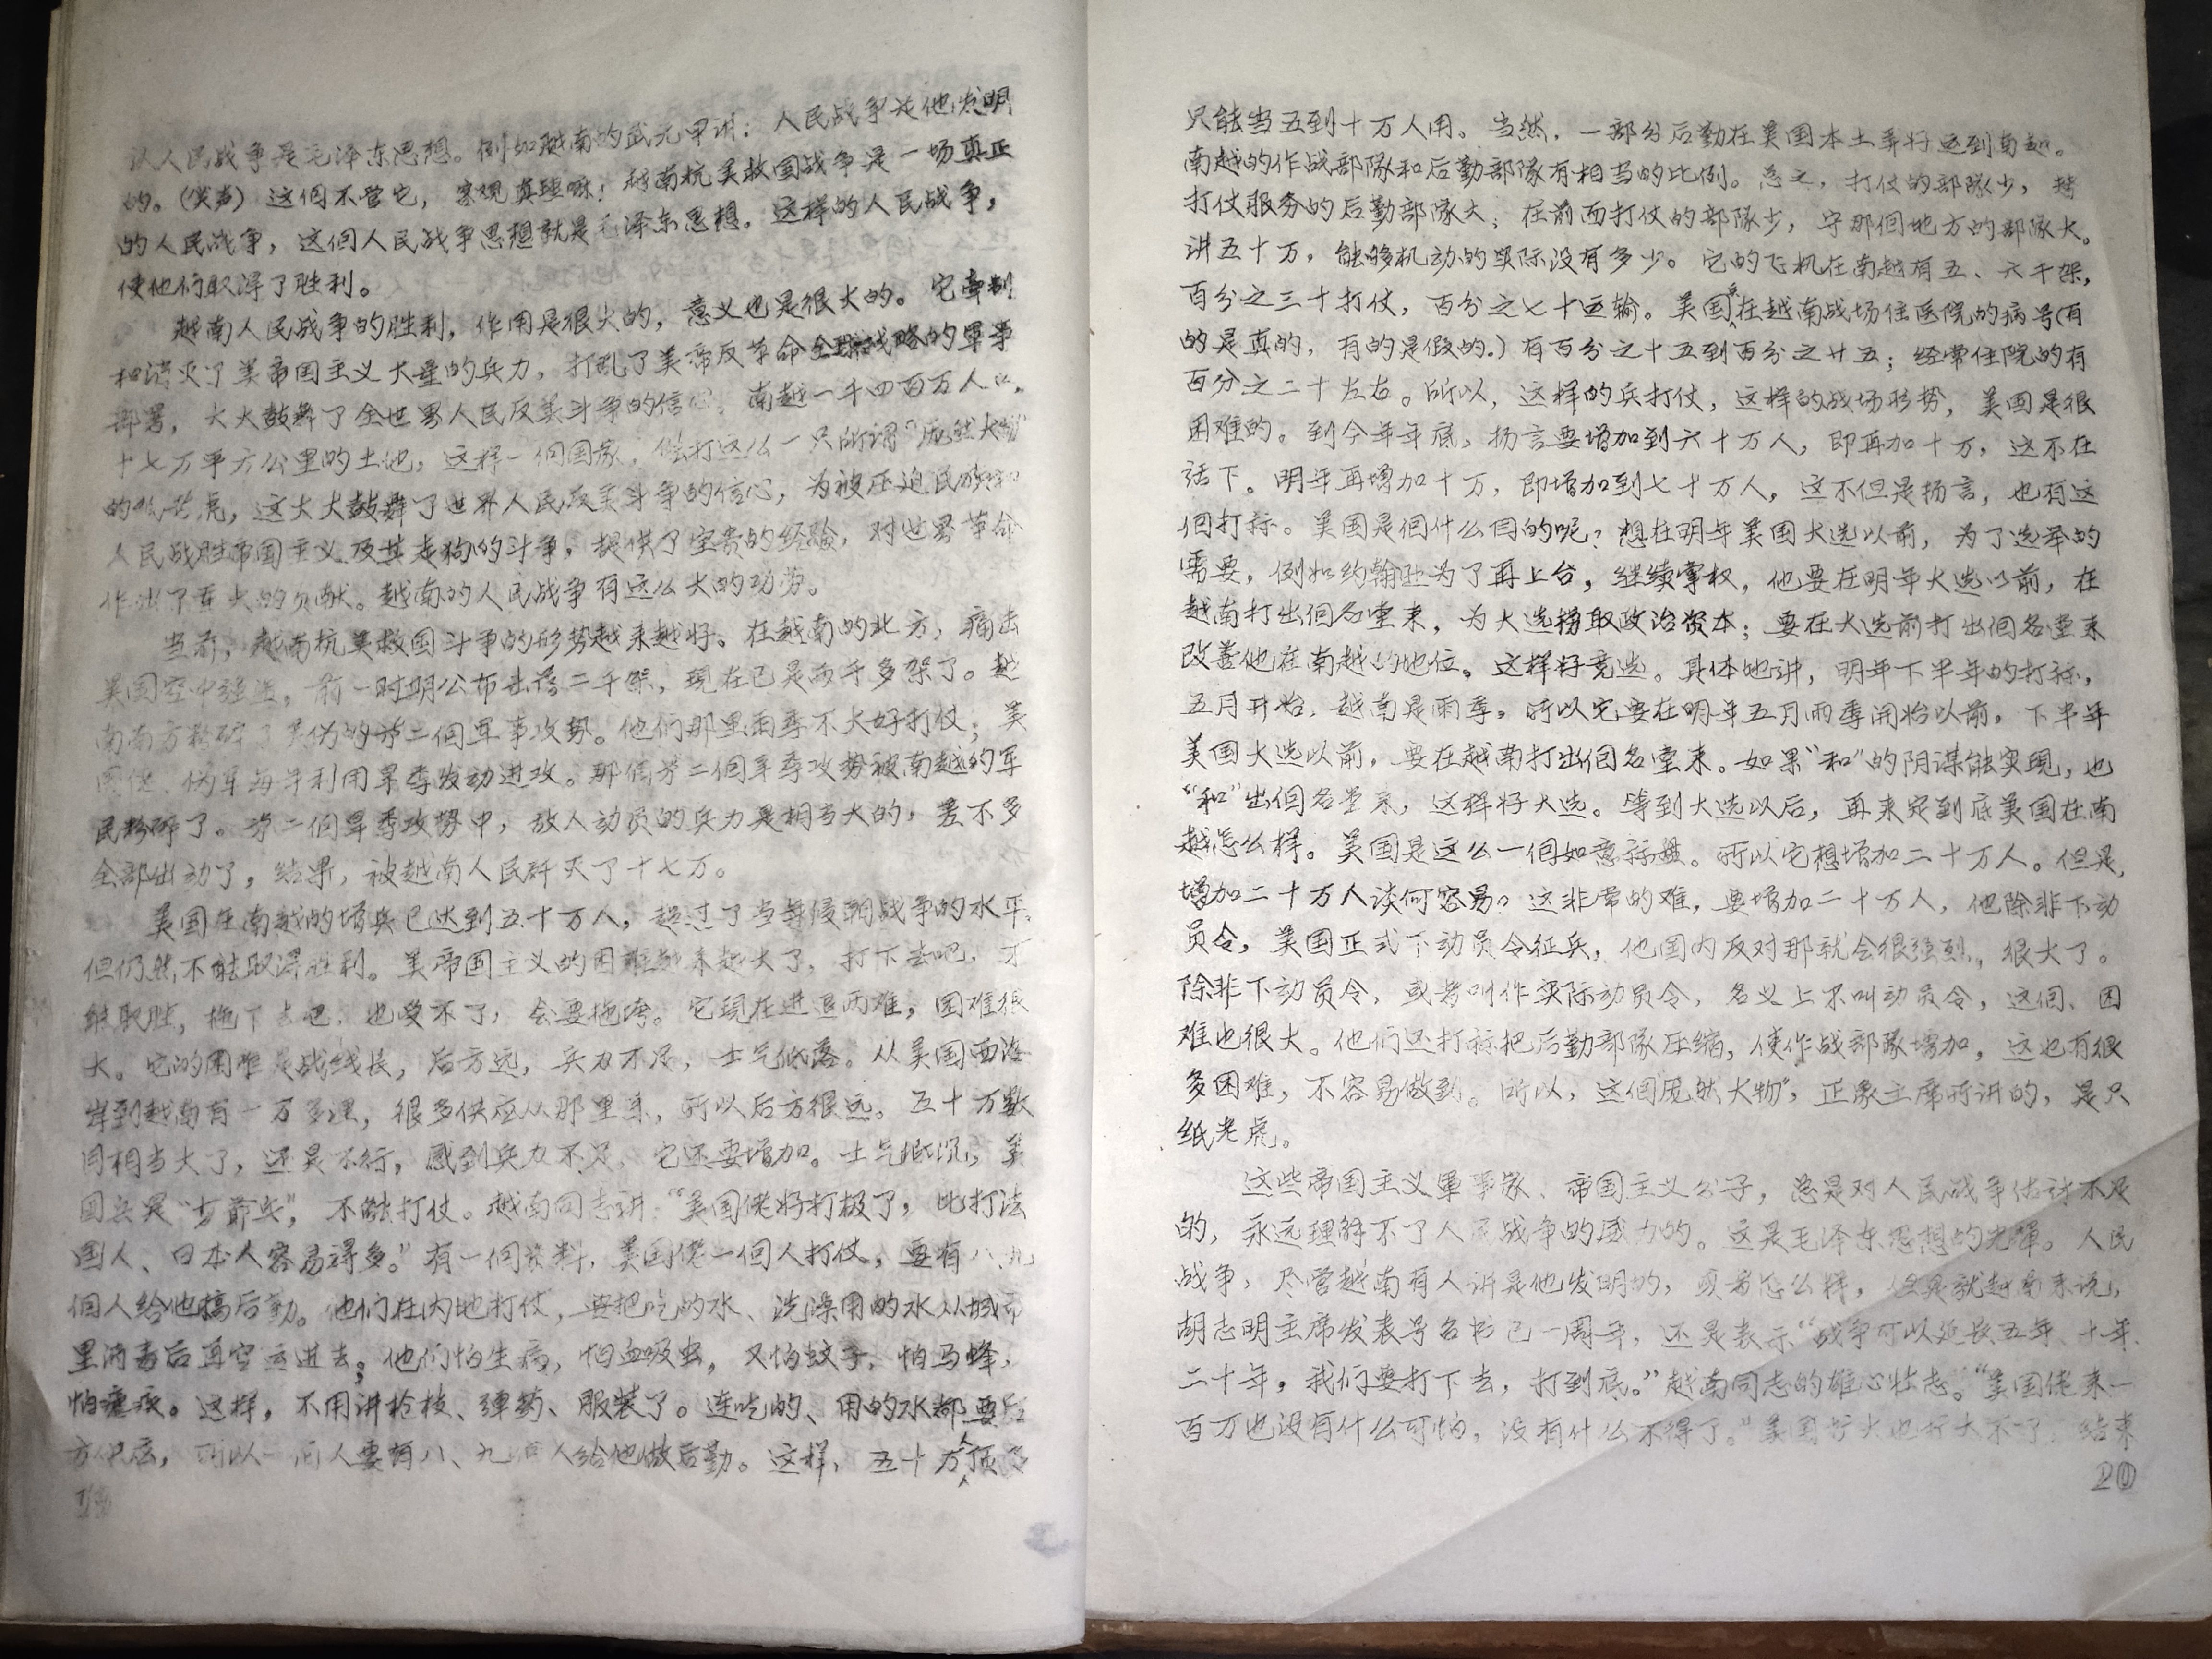 认人民战争是毛泽东思想。例如越南的武元甲讲：人民战争是他发明
的。（笑声）这個不管它，客观真理嘛！越南抗美救国战争是一场真正
的人民战争，这個人民战争思想就是毛泽东思想。这样的人民战争，
使他们取得了胜利。
越南人民战争的胜利，作用是很大的，意义也是很大的。它牵制
和消灭了美帝国主义大量的兵力，打乱了美帝反革命全球战略的軍事
部署，大大鼓舞了全世界人民反美斗争的信心。南越一千四百万人口，
十七万平方公里的土地，这样一個国家，能打这么一只所谓“庞然大物”
的纸老虎，这大大鼓舞了世界人民反美斗争的信心，为被压迫民族和
人民战胜帝国主义及其走狗的斗争，提供了宝贵的经验，对世界革命
作出了重大的贡献。越南的人民战争有这么大的功劳。
当前，越南抗美救国斗争的形势越来越好。在越南的北方，痛击
美国空中强盗，前一时期公布击落二千架，现在已是两千多架了。越
南南方粉碎了美伪的第二個軍事攻势。他们那里雨季不大好打仗；美
国佬、伪军每年利用旱季发动进攻。那個第二個旱季攻势被南越的军
民粉碎了。第二個旱季攻势中，敌人动员的兵力是相当大的，差不多
全部出动了，结果，被越南人民歼灭了十七万。
美国在南越的增兵已达到五十万人，超过了当年侵朝战争的水平，
但仍然不能取得胜利。美帝国主义的困难越来越大了，打下去吧，不
能取胜，拖下去吧，也受不了，会要拖垮。它现在进退两难，困难很
大。它的困难是战线长，后方远，兵力不足，士气低落。从美国西海
岸到越南有一万多浬，很多供应从那里来，所以后方很远。五十万数
目相当大了，还是不行，感到兵力不足，它还要增加。士气低沉，美
国兵是“少爺兵”，不能打仗。越南同志讲：“美国佬好打极了，比打法
国人、日本人容易得多。”有一個资料，美国佬一個人打仗，要有八、九
個人给他搞后勤。他们在内地打仗，要把吃的水、洗澡用的水从城市
里消毒后再空运进去；他们怕生病，怕血吸虫，又怕蚊子，怕马蜂，
怕瘧疾。这样，不用讲枪枝、弹药、服装了。连吃的、用的水都要后
方供应，所以一個人要有八、九個人给他做后勤。这样，五十万人顶多
只能当五到十万人用。当然，一部分后勤在美国本土弄好运到南越。
南越的作战部隊和后勤部隊有相当的比例。总之，打仗的部隊少，替
打仗服务的后勤部隊大；在前面打仗的部隊少，守那個地方的部隊大。
讲五十万，能够机动的实际没有多少。它的飞机在南越有五、六千架，
百分之三十打仗，百分之七十运输。美国兵在越南战场住医院的病号（有
的是真的，有的是假的。）有百分之十五到百分之廿五；经常住院的有
百分之二十左右。所以，这样的兵打仗，这样的战场形势，美国是很
困难的。到今年年底，扬言要增加到六十万人，即再加十万，这不在
话下。明年再增加十万，即增加到七十万人，这不但是扬言，也有这
個打祘。美国是個什么目的呢？想在明年美国大选以前，为了选举的
需要，例如约翰逊为了再上台，继续掌权，他要在明年大选以前，在
越南打出個名堂来，为大选捞取政治资本；要在大选前打出個名堂来
改善他在南越的地位。这样好竞选。具体地讲，明年下半年的打祘，
五月开始，越南是雨季，所以它要在明年五月雨季開始以前，下半年
美国大选以前，要在越南打出個名堂来。如果“和”的阴谋能实现，也
“和”出個名堂来，这样好大选。等到大选以后，再来定到底美国在南
越怎么样。美国是这么一個如意祘盘。所以它想增加二十万人。但是，
增加二十万人谈何容易？这非常的难，要增加二十万人，他除非下动
员令，美国正式下动员令征兵，他国内反对那就会很强烈，很大了。
除非下动员令，或者叫作实际动员令，名义上不叫动员令，这個，困
难也很大。他们还打祘把后勤部隊压缩，使作战部隊增加，这也有很
多困难，不容易做到。所以，这個“庞然大物”，正象主席所讲的，是只
纸老虎。
这些帝国主义軍事家、帝国主义公子，总是对人民战争估计不足
的，永远理解不了人民战争的威力的。这是毛泽东思想的光輝。人民
战争，尽管越南有人讲是他发明的，或者怎么样，但是就越南来说，
胡志明主席发表号召书已一周年，还是表示“战争可以延长五年、十年、
二十年，我们要打下去，打到底。”越南同志的雄心壮志。“美国佬来一
百万也没有什么可怕，没有什么不得了。”美国扩大也扩大不了，结束
20